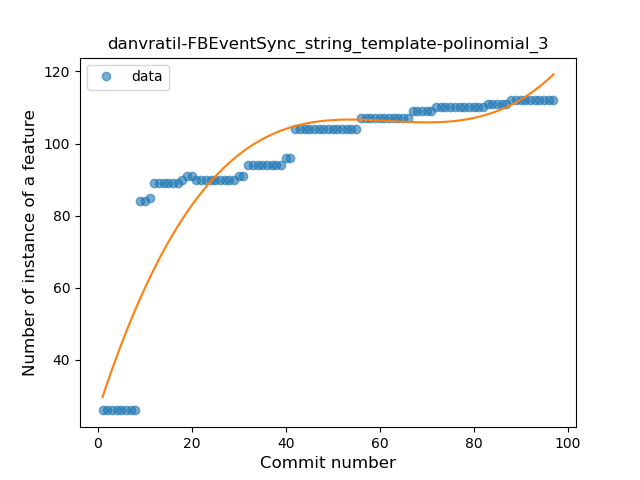 danvratil-FBEventSync_string_template-polinomial_3
data
Number of instance of a feature
120
100
80
60
40
0
20
40
60
80
100
Commit number